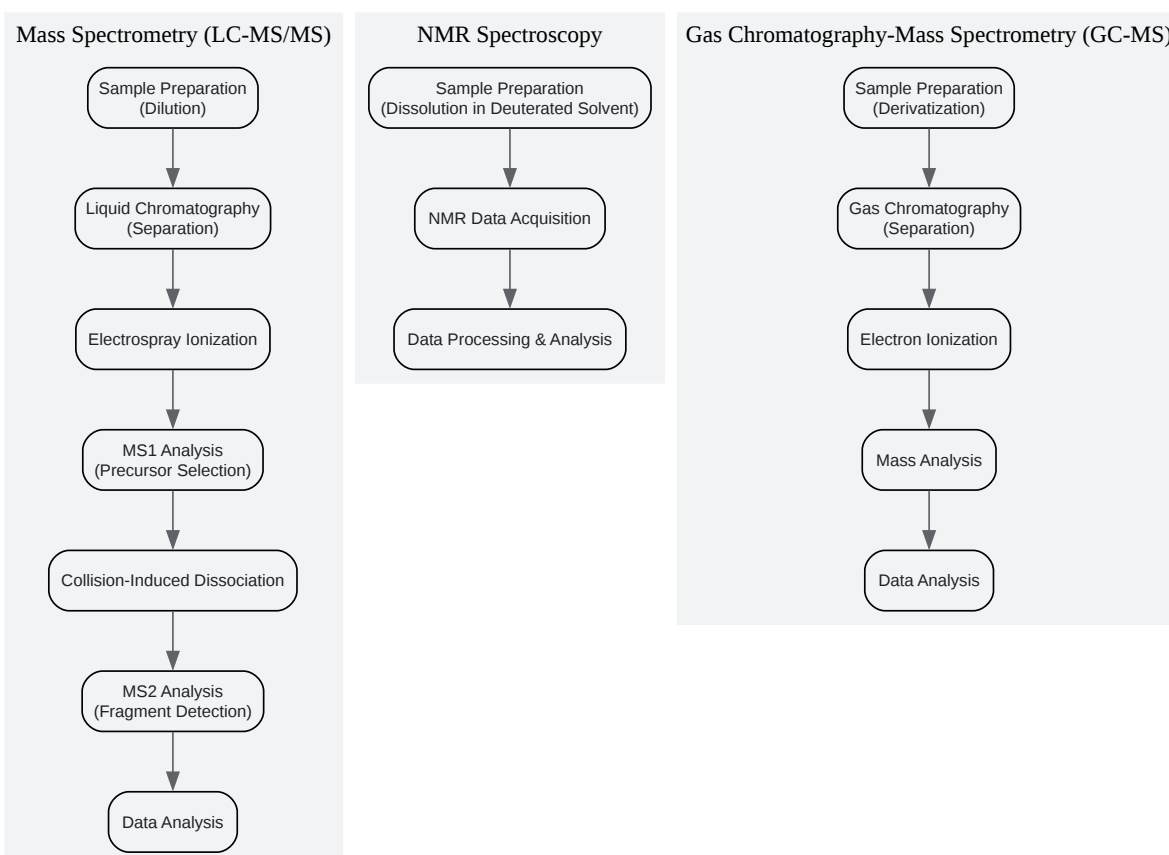 Mass Spectrometry (LC-MS/MS)
Sample Preparation
(Dilution)
Liquid Chromatography
(Separation)
Electrospray Ionization
MS1 Analysis
(Precursor Selection)
Collision-Induced Dissociation
MS2 Analysis
(Fragment Detection)
Data Analysis
NMR Spectroscopy
Sample Preparation
(Dissolution in Deuterated Solvent)
NMR Data Acquisition
Data Processing & Analysis
Gas Chromatography-Mass Spectrometry (GC-MS)
Sample Preparation
(Derivatization)
Gas Chromatography
(Separation)
Electron Ionization
Mass Analysis
Data Analysis